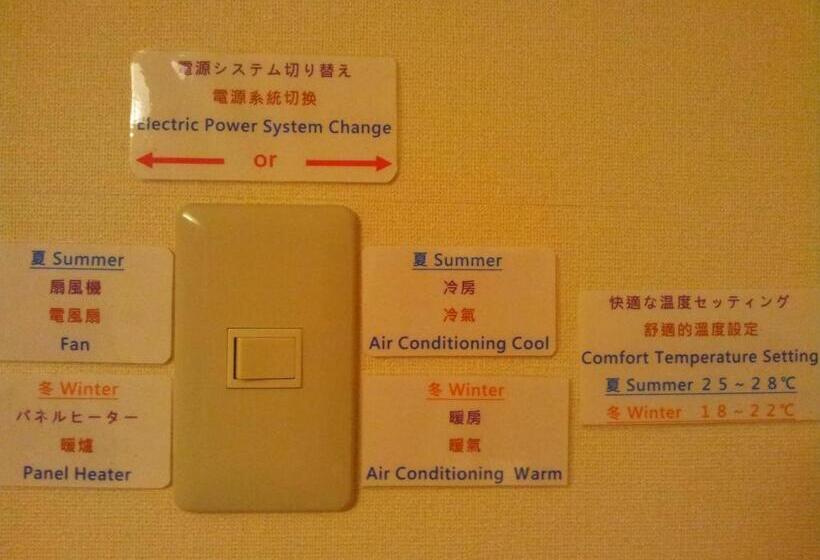 電源システム切り替え
電源系統切換
Electric Power System Change
or
夏 Summer
扇風機
電風扇
Fan
冬 Winter
パネルヒーター
暖爐
Panel Heater
夏 Summer
冷房
冷氣
Air Conditioning Cool
冬 Winter
暖房
暖氣
Air Conditioning Warm
快適な温度セッティング
舒適的溫度設定
Comfort Temperature Setting
夏 Summer 25~28℃
冬 Winter 18~22℃